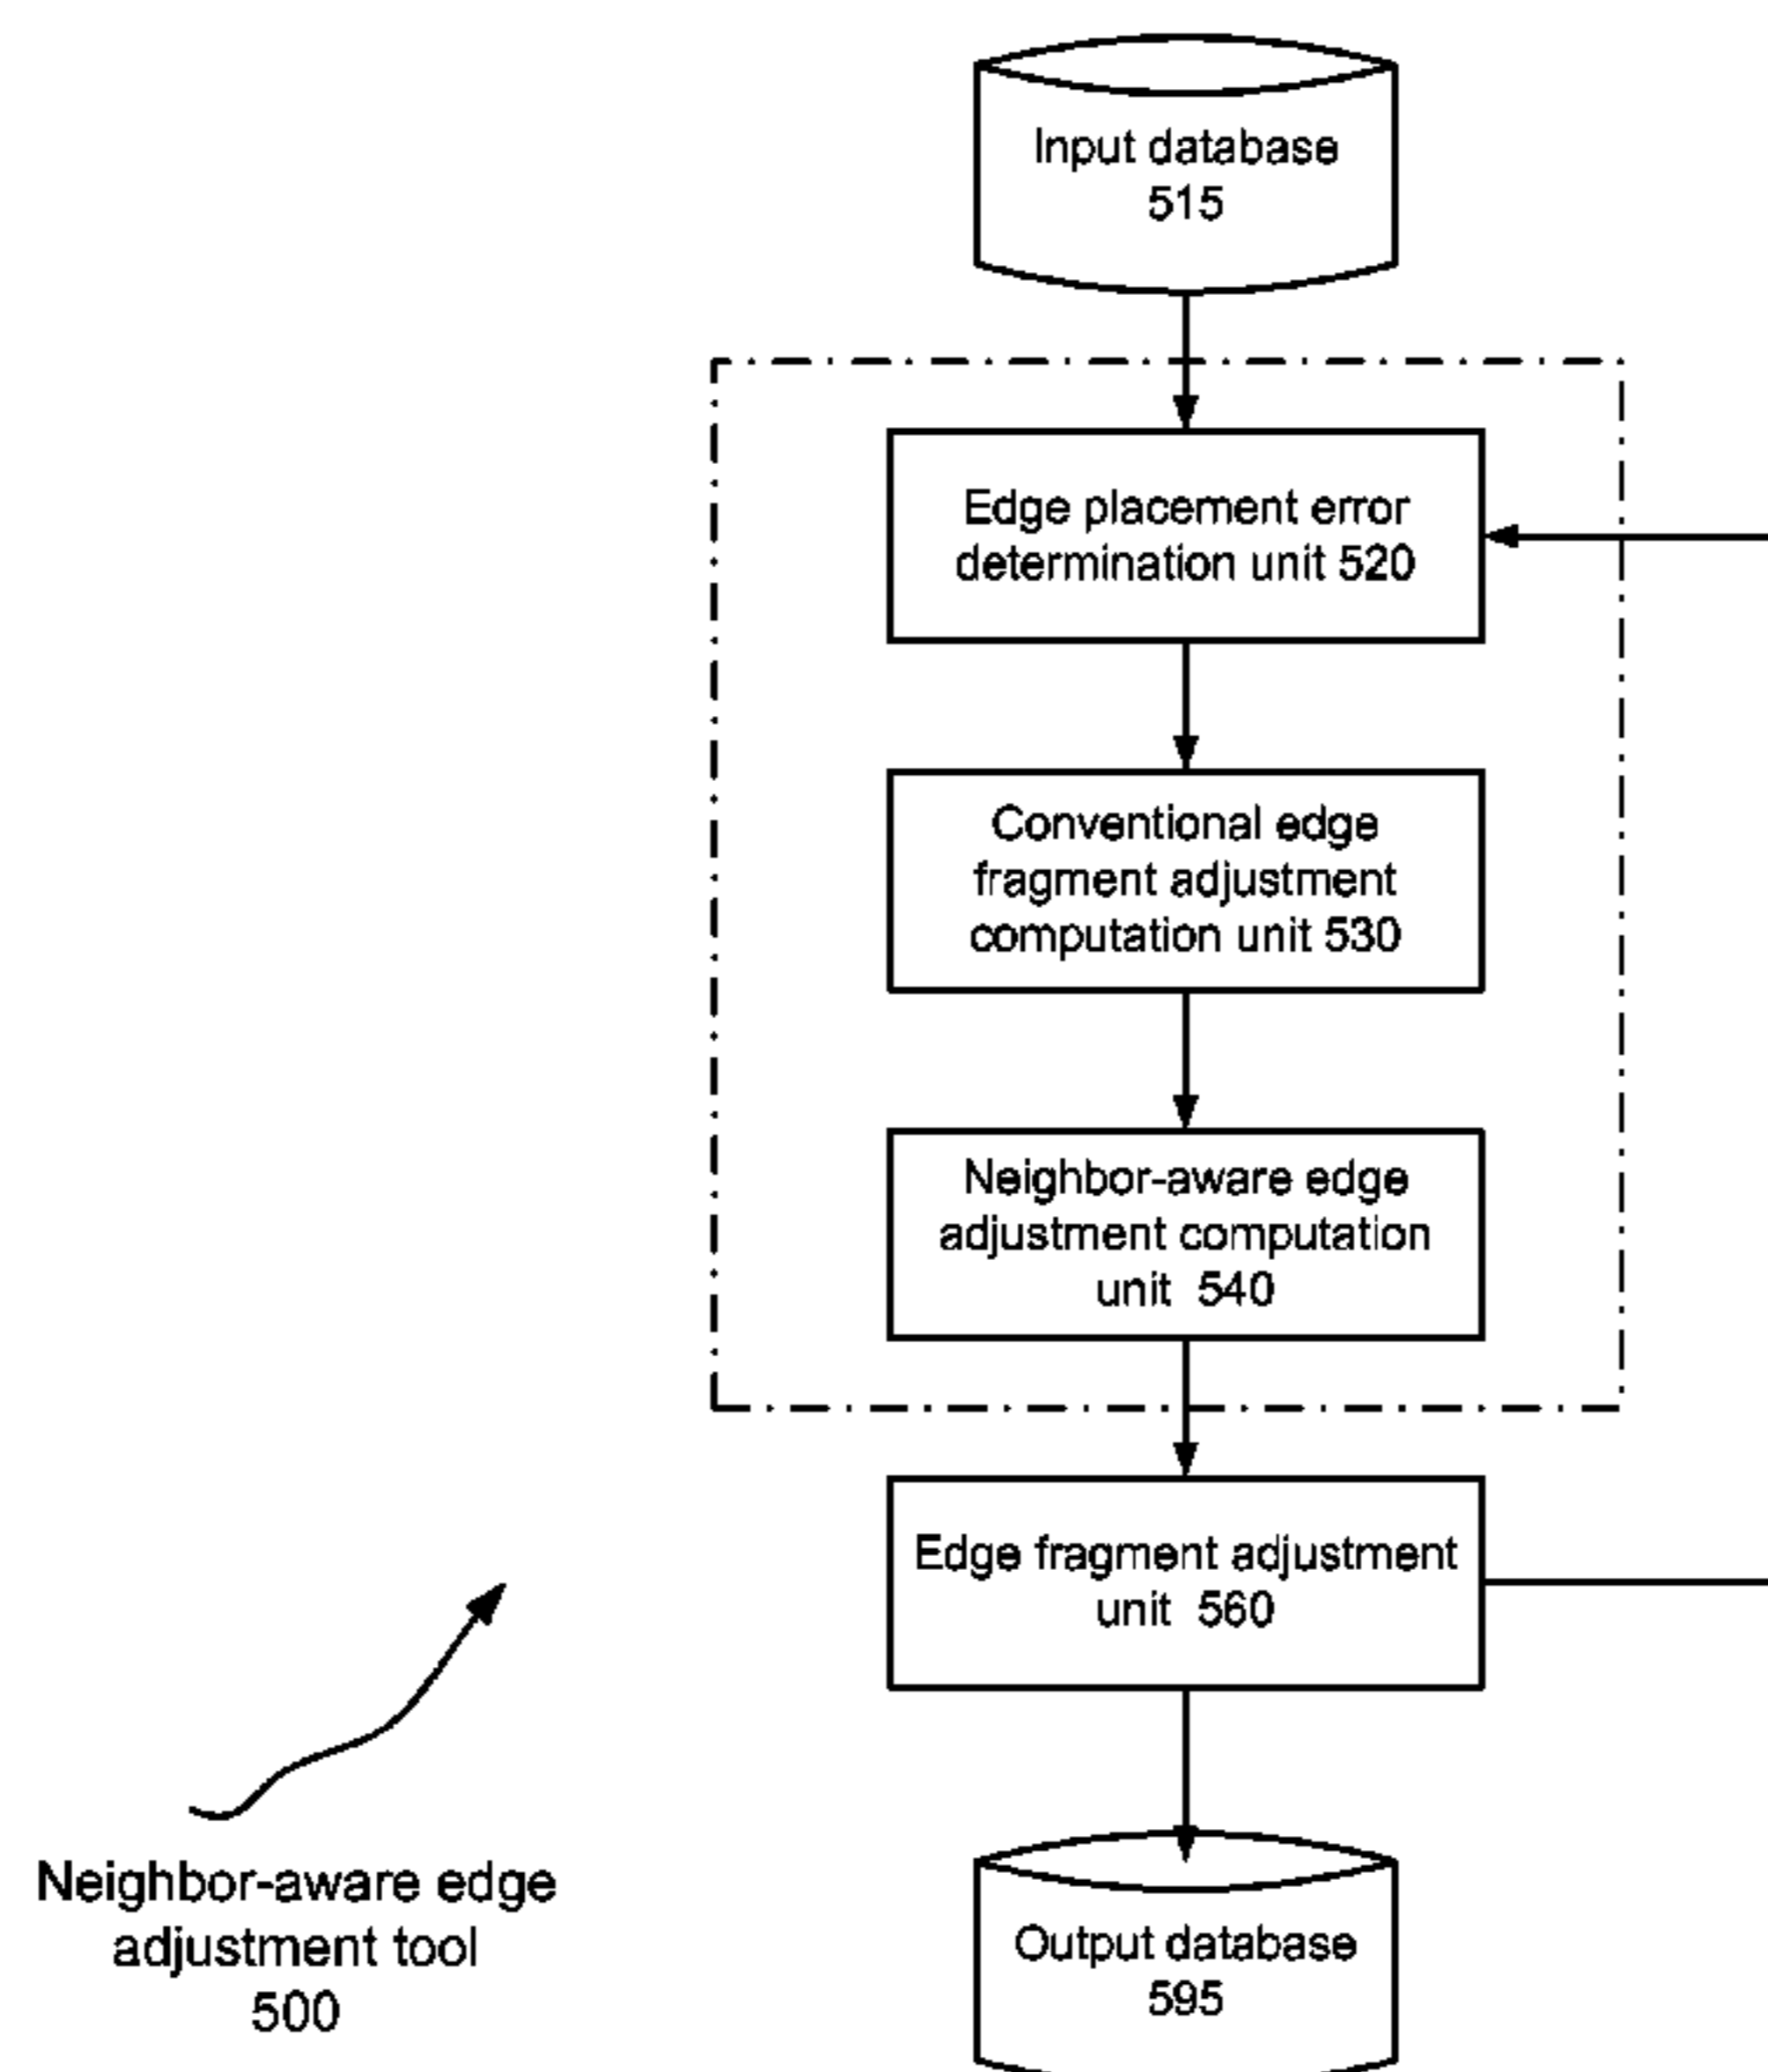 Input database
515
Edge placement error
determination unit 520
Conventional edge
fragment adjustment
computation unit 530
Neighbor-aware edge
adjustment computation
unit 540
Edge fragment adjustment
unit 560
Neighbor-aware edge
adjustment tool
500
Output database
595